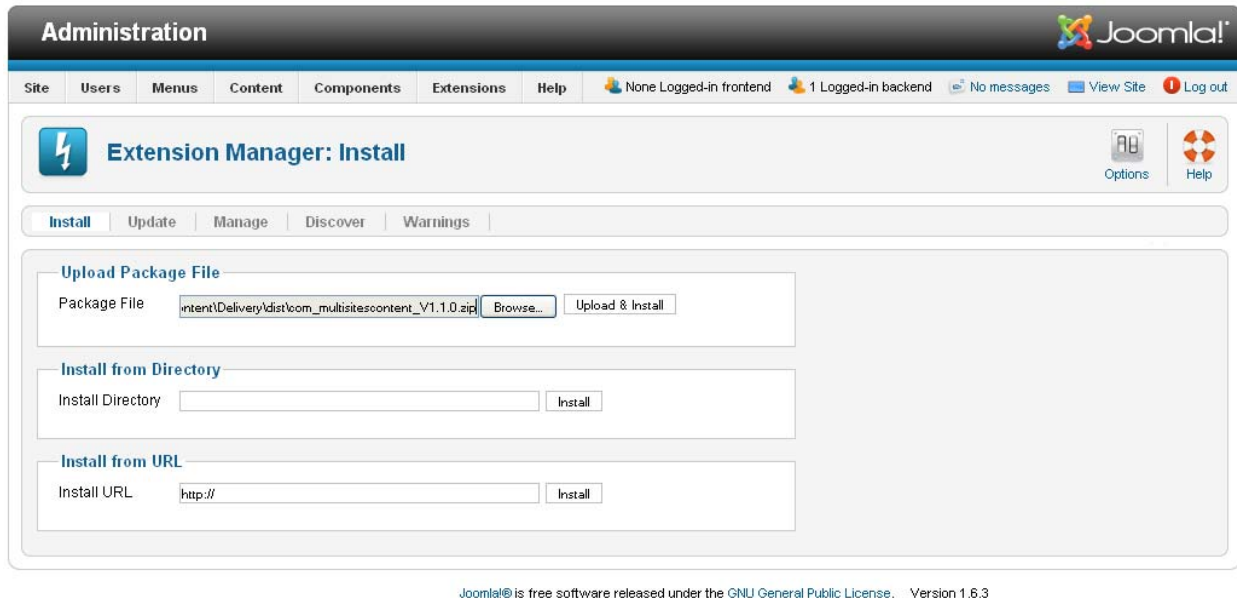 Administration
Joomla!
Site Users Menus Content Components Extensions Help None Logged-in frontend 1 Logged-in backend No messages View Site Log out
Extension Manager: Install
Options
Help
Install Update Manage Discover Warnings
Upload Package File
Package File ntent\Delivery\dist\com_multisitescontent_V1.1.0.zip Browse... Upload & Install
Install from Directory
Install Directory Install
Install from URL
Install URL http:// Install
Joomla!® is free software released under the GNU General Public License. Version 1.6.3